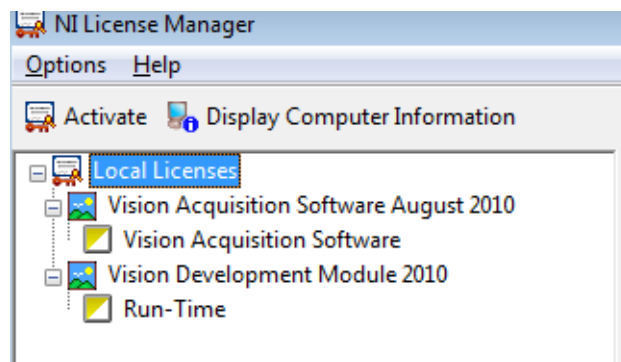 NI License Manager
Options Help
Activate Display Computer Information
Local Licenses
Vision Acquisition Software August 2010
Vision Acquisition Software
Vision Development Module 2010
Run-Time